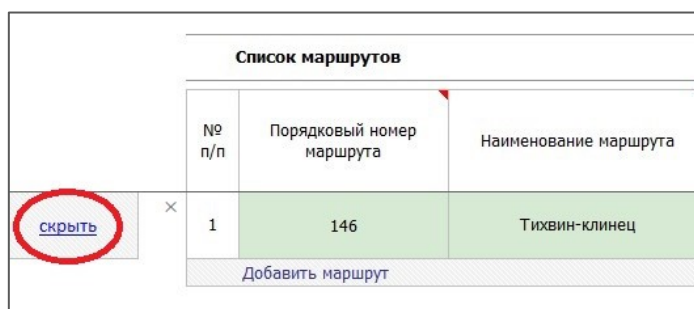 Список маршрутов
№ п/п
Порядковый номер маршрута
Наименование маршрута
скрыть
×
1
146
Тихвин-клинец
Добавить маршрут